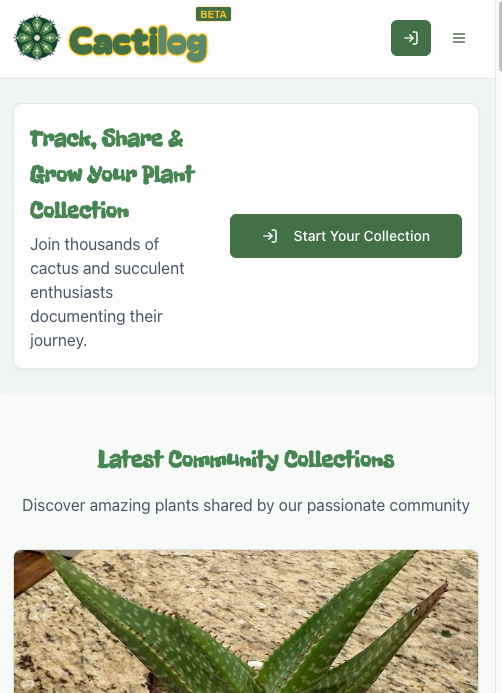 BETA
Cactilog
Track, Share &
Grow Your Plant
Collection
Join thousands of
cactus and succulent
enthusiasts
documenting their
journey.
Start Your Collection
Latest Community Collections
Discover amazing plants shared by our passionate community